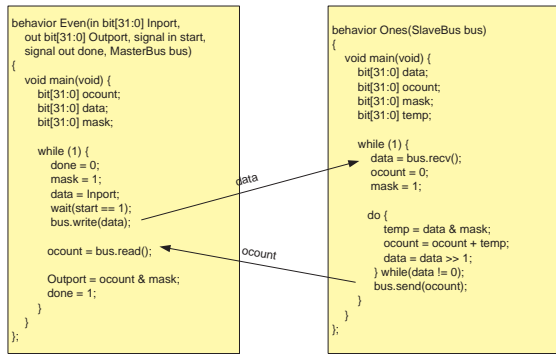 behavior Even(in bit[31:0] Inport,
out bit[31:0] Outport, signal in start,
signal out done, MasterBus bus)
{
void main(void) {
bit[31:0] ocount;
bit[31:0] data;
bit[31:0] mask;
while (1) {
done = 0;
mask = 1;
data = Inport;
wait(start == 1);
bus.write(data);
ocount = bus.read();
Outport = ocount & mask;
done = 1;
}
}
};
data
ocount
behavior Ones(SlaveBus bus)
{
void main(void) {
bit[31:0] data;
bit[31:0] ocount;
bit[31:0] mask;
bit[31:0] temp;
while (1) {
data = bus.recv();
ocount = 0;
mask = 1;
do {
temp = data & mask;
ocount = ocount + temp;
data = data >> 1;
} while(data != 0);
bus.send(ocount);
}
}
};